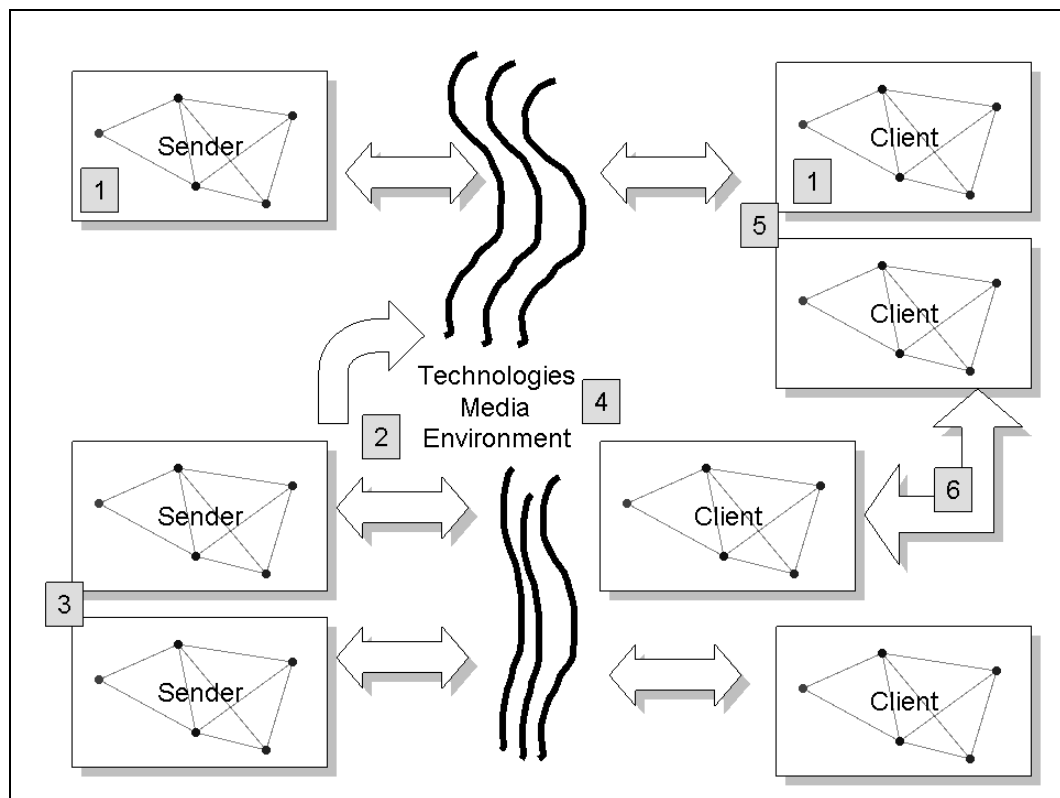 Sender
1
Client
1
5
Client
Technologies
Media
Environment
4
2
Sender
Client
6
3
Sender
Client